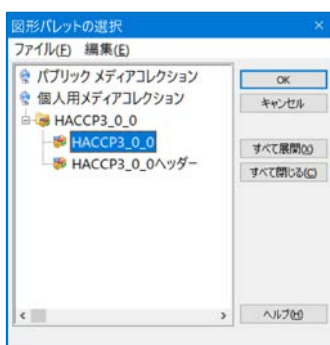 図形パレットの選択
ファイル(F) 編集(E)
パブリック メディアコレクション
個人用メディアコレクション
HACCP3_0_0
HACCP3_0_0
HACCP3_0_0ヘッダー
OK
キャンセル
すべて展開(X)
すべて閉じる(C)
ヘルプ(H)